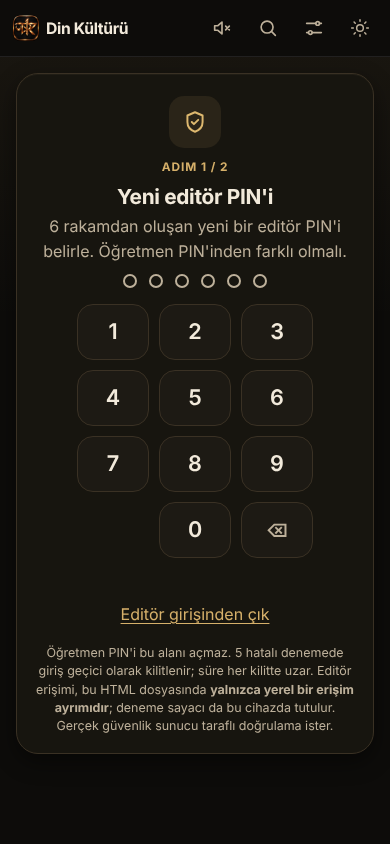 Din Kültürü
ADIM 1 / 2
Yeni editör PIN'i
6 rakamdan oluşan yeni bir editör PIN'i
belirle. Öğretmen PIN'inden farklı olmalı.
1 2 3
4 5 6
7 8 9
0
Editör girişinden çık
Öğretmen PIN'i bu alanı açmaz. 5 hatalı denemede
giriş geçici olarak kilitlenir; süre her kilitte uzar. Editör
erişimi, bu HTML dosyasında yalnızca yerel bir erişim
ayrımıdır; deneme sayacı da bu cihazda tutulur.
Gerçek güvenlik sunucu taraflı doğrulama ister.